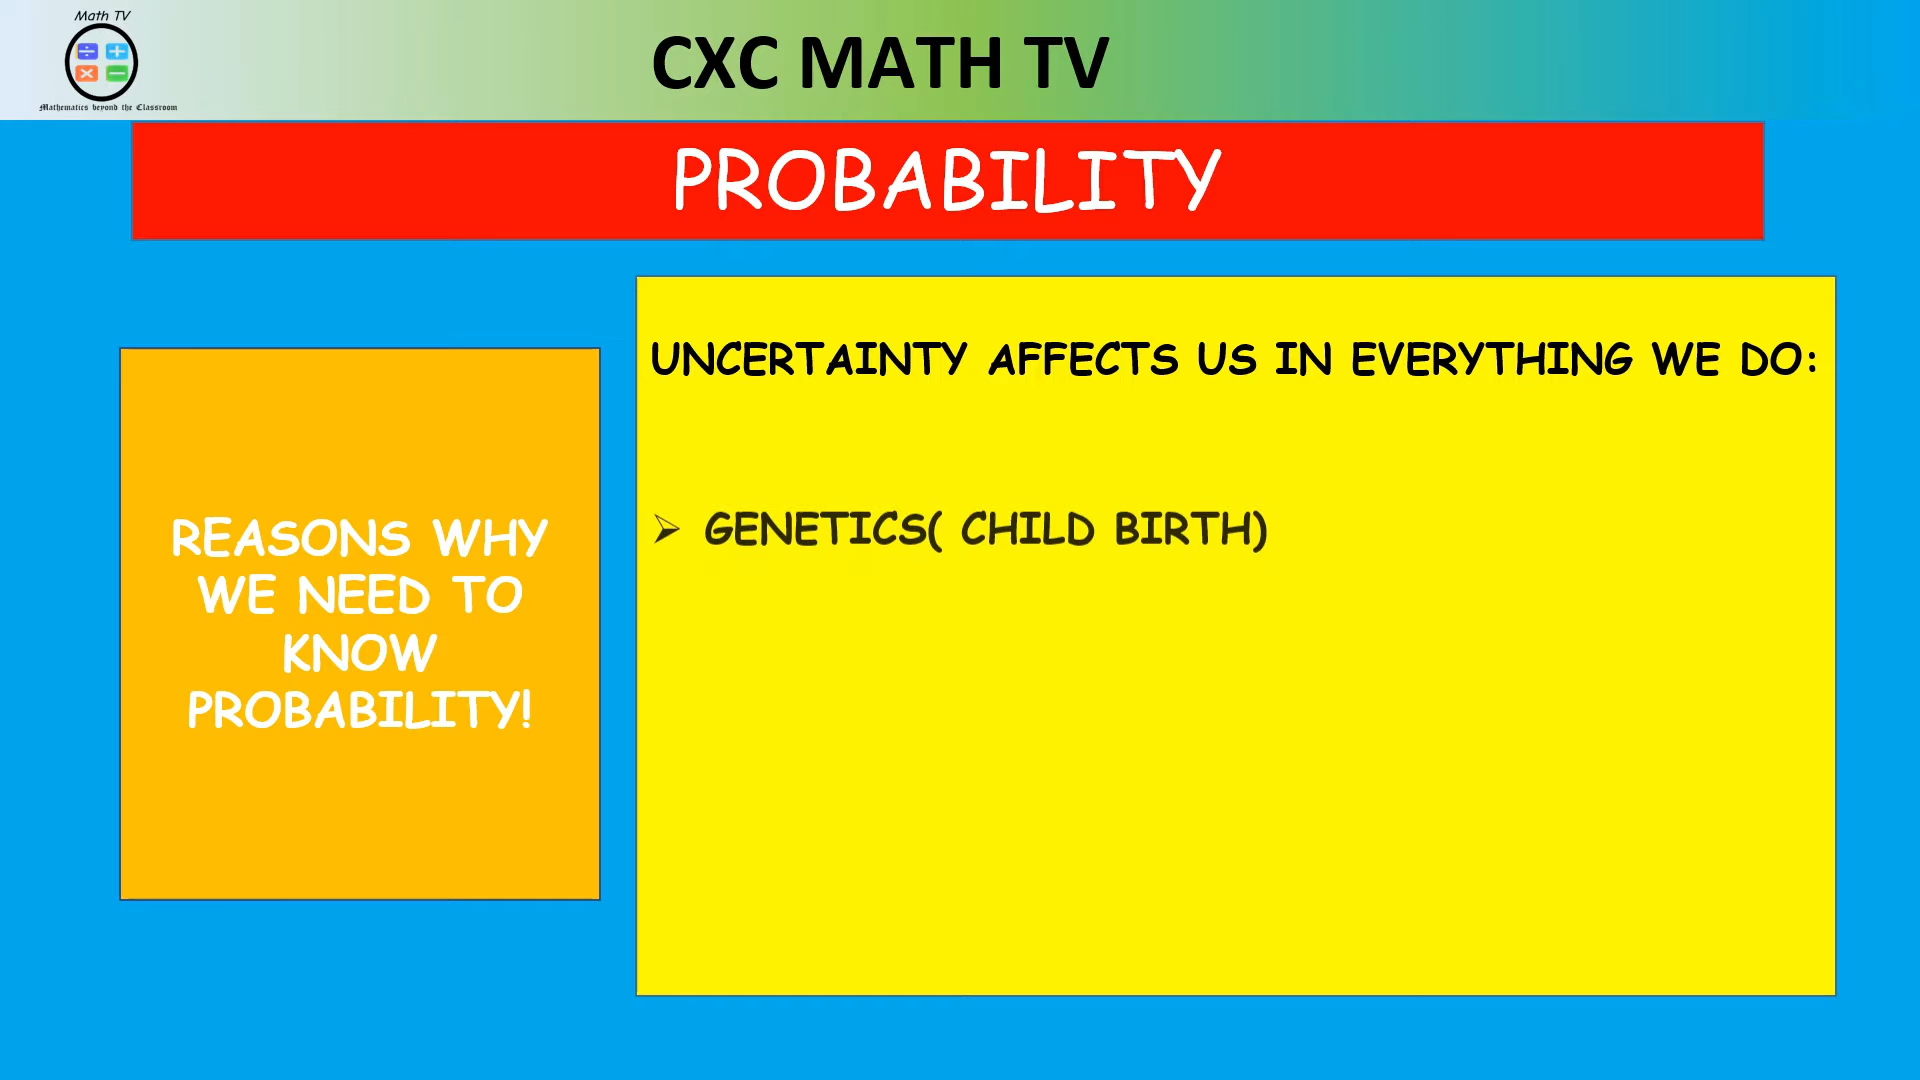 Math TV
Mathematics beyond the Classroom
CXC MATH TV
PROBABILITY
REASONS WHY
WE NEED TO
KNOW
PROBABILITY!
UNCERTAINTY AFFECTS US IN EVERYTHING WE DO:
➢ GENETICS( CHILD BIRTH)